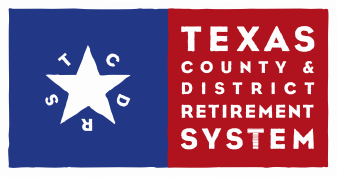 TCDRS
TEXAS
COUNTY &
DISTRICT
RETIREMENT
SYSTEM